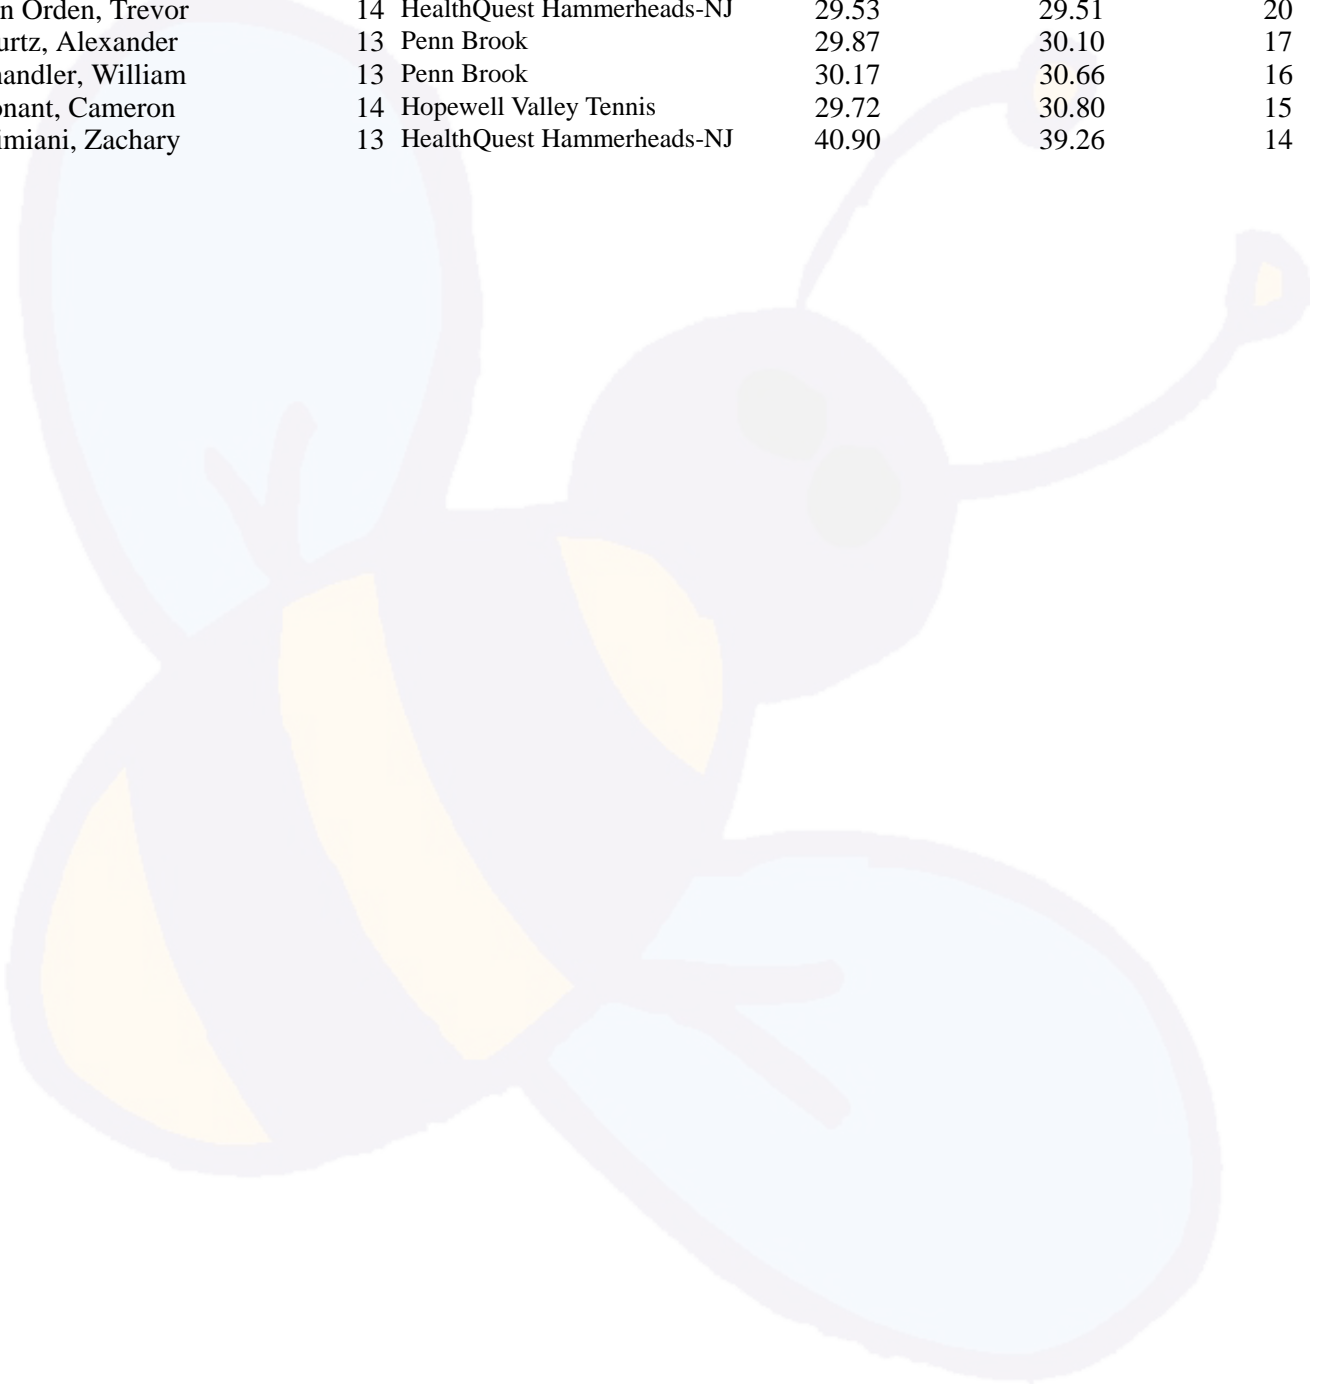 n Orden, Trevor 14 HealthQuest Hammerheads-NJ 29.53 29.51 20
urtz, Alexander 13 Penn Brook 29.87 30.10 17
handler, William 13 Penn Brook 30.17 30.66 16
onant, Cameron 14 Hopewell Valley Tennis 29.72 30.80 15
imiani, Zachary 13 HealthQuest Hammerheads-NJ 40.90 39.26 14